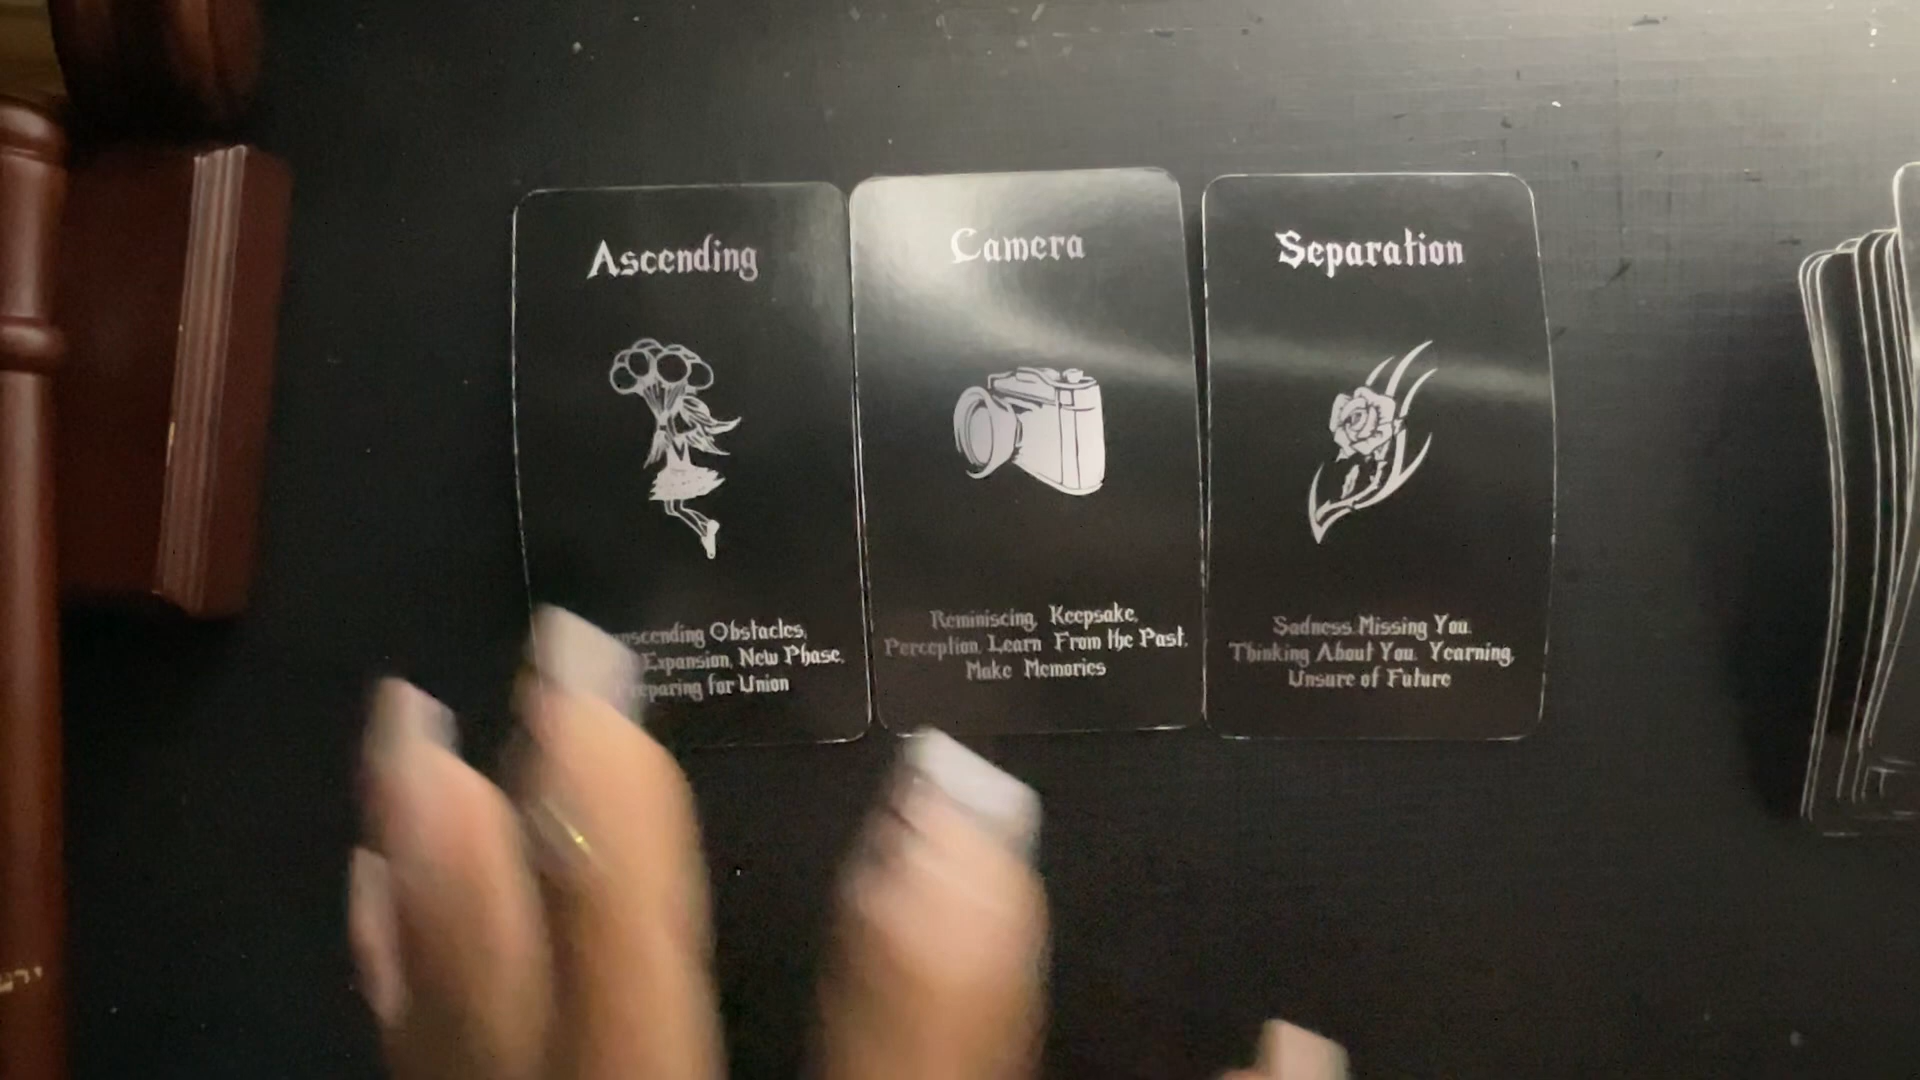 Ascending
Obstacles,
Expansion, New Phase,
for Union
Camera
Reminiscing, Keepsake,
Perception, Learn From the Past,
Make Memories
Separation
Sadness, Missing You,
Thinking About You, Yearning,
Unsure of Future